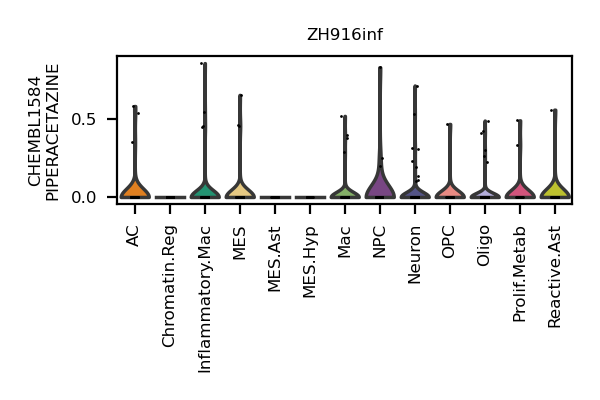 ZH916inf
CHEMBL1584
PIPERACETAZINE
0.5
0.0
AC
Chromatin.Reg
Inflammatory.Mac
MES
MES.Ast
MES.Hyp
Mac
NPC
Neuron
OPC
Oligo
Prolif.Metab
Reactive.Ast